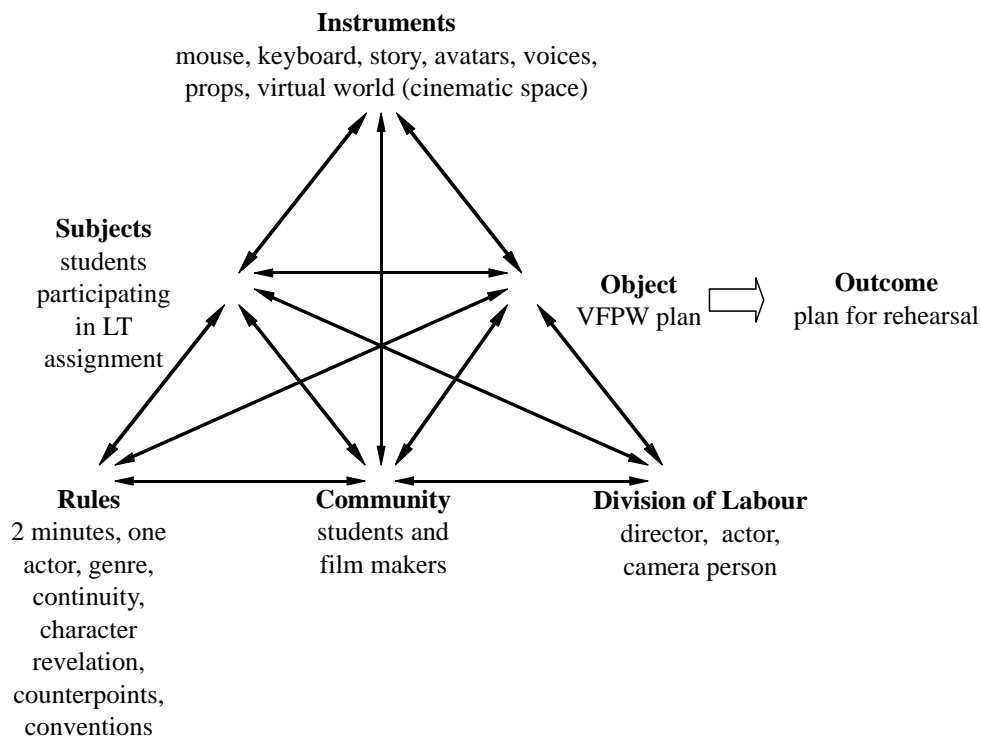 Instruments
mouse, keyboard, story, avatars, voices,
props, virtual world (cinematic space)
Subjects
students
participating
in LT
assignment
Object
VFPW plan
Outcome
plan for rehearsal
Rules
2 minutes, one
actor, genre,
continuity,
character
revelation,
counterpoints,
conventions
Community
students and
film makers
Division of Labour
director, actor,
camera person